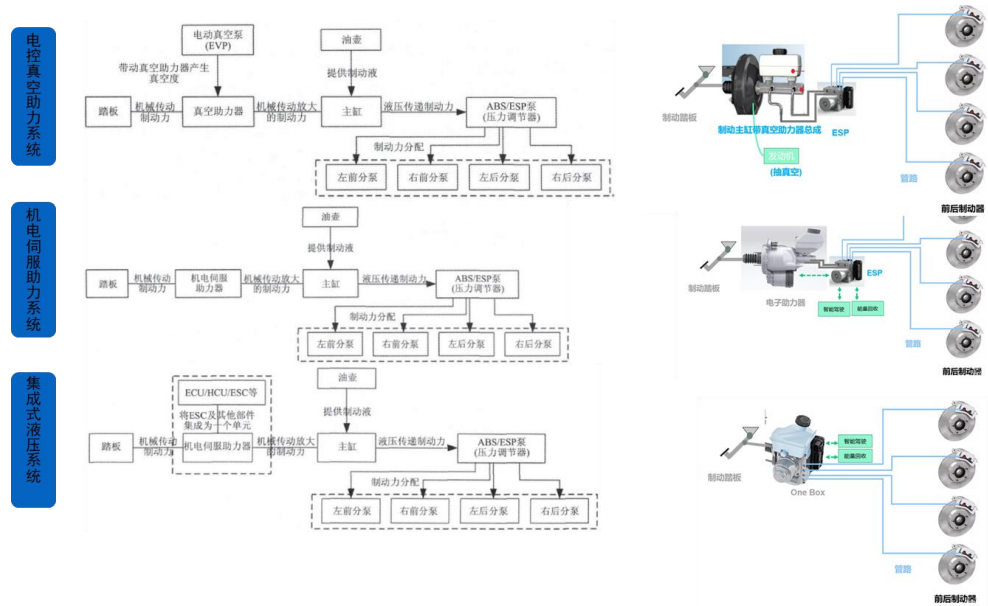 电控真空助力系统
电动真空泵
(EVP)
油壶
带动真空助力器产生
真空度
提供制动液
踏板
机械传动
制动力
真空助力器
机械传动放大
的制动力
主缸
液压传递制动力
ABS/ESP泵
(压力调节器)
制动力分配
左前分泵
右前分泵
左后分泵
右后分泵
制动踏板
制动主缸带真空助力器总成
ESP
发动机
(抽真空)
管路
前后制动器
机电伺服助力系统
油壶
提供制动液
踏板
机械传动
制动力
机电伺服
助力器
机械传动放大
的制动力
主缸
液压传递制动力
ABS/ESP泵
(压力调节器)
制动力分配
左前分泵
右前分泵
左后分泵
右后分泵
制动踏板
电子助力器
ESP
智能驾驶
能量回收
管路
前后制动器
集成式液压系统
ECU/HCU/ESC等
将ESC及其他部件
集成为一个单元
油壶
提供制动液
踏板
机械传动
制动力
机电伺服助力器
机械传动放大
的制动力
主缸
液压传递制动力
ABS/ESP泵
(压力调节器)
制动力分配
左前分泵
右前分泵
左后分泵
右后分泵
制动踏板
One Box
智能驾驶
能量回收
管路
前后制动器